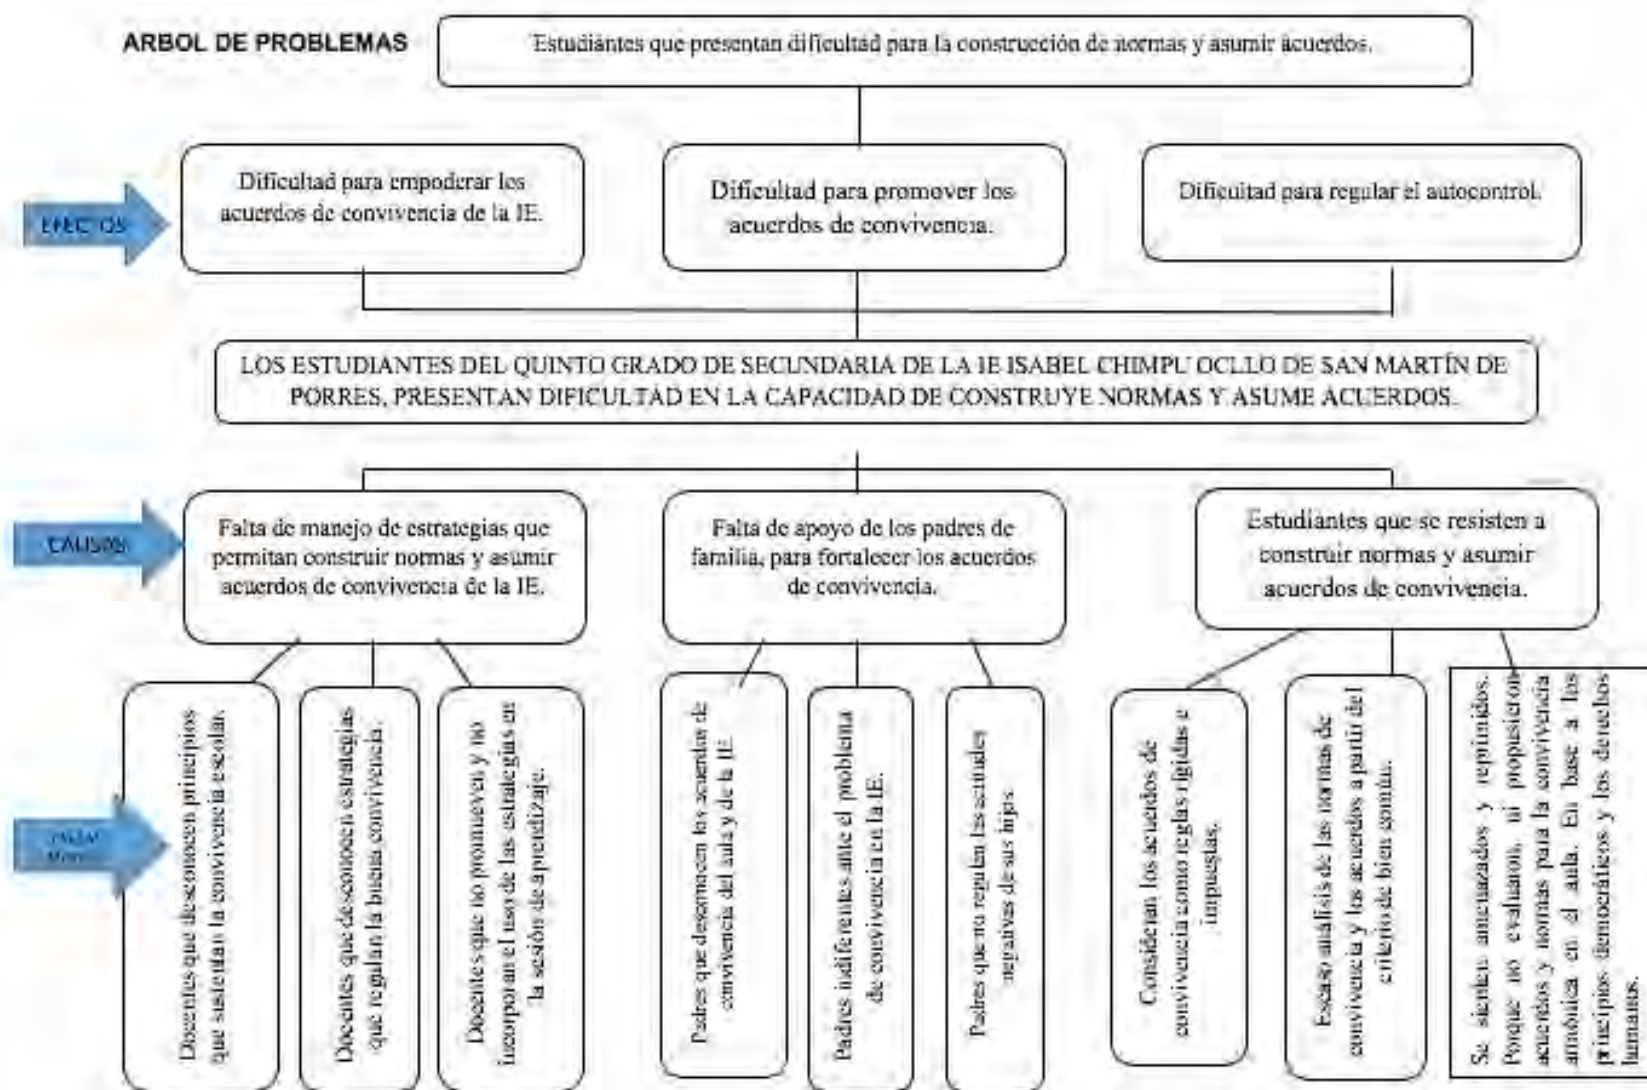 ARBOL DE PROBLEMAS
Estudiantes que presentan dificultad para la construcción de normas y asumir acuerdos.
EFECTOS
Dificultad para empoderar los
acuerdos de convivencia de la IE.
Dificultad para promover los
acuerdos de convivencia.
Dificultad para regular el autocontrol.
LOS ESTUDIANTES DEL QUINTO GRADO DE SECUNDARIA DE LA IE ISABEL CHIMPU OCLLO DE SAN MARTÍN DE
PORRES, PRESENTAN DIFICULTAD EN LA CAPACIDAD DE CONSTRUYE NORMAS Y ASUME ACUERDOS.
CAUSAS
Falta de manejo de estrategias que
permitan construir normas y asumir
acuerdos de convivencia de la IE.
Falta de apoyo de los padres de
familia, para fortalecer los acuerdos
de convivencia.
Estudiantes que se resisten a
construir normas y asumir
acuerdos de convivencia.
Docentes que desconocen principios
que sustentan la convivencia escolar.
Docentes que desconocen estrategias
que regulan la buena convivencia.
Docentes que no promueven y no
incorporan el uso de las estrategias en
la sesión de aprendizaje.
Padres que desconocen los acuerdos de
convivencia del aula y de la IE.
Padres indiferentes ante el problema
de convivencia en la IE.
Padres que no regulen las actitudes
negativas de sus hijos.
Consideran los acuerdos de
convivencia como reglas rígidas e
impuestas.
Escaso análisis de las normas de
convivencia y los acuerdos a partir del
criterio de bien común.
Se sienten amenazados y reprimidos.
Porque no evaluaron, ni propusieron
acuerdos y normas para la convivencia
armónica en el aula. En base a los
principios democráticos y los derechos
humanos.